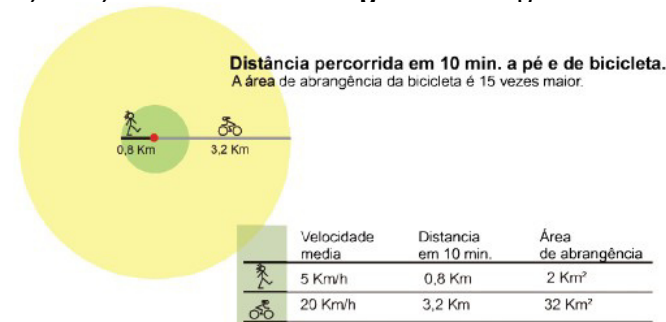 Distância percorrida em 10 min. a pé e de bicicleta.
A área de abrangência da bicicleta é 15 vezes maior.
0,8 Km
3,2 Km
Velocidade media
Distancia em 10 min.
Área de abrangência
5 Km/h 0,8 Km 2 Km²
20 Km/h 3,2 Km 32 Km²